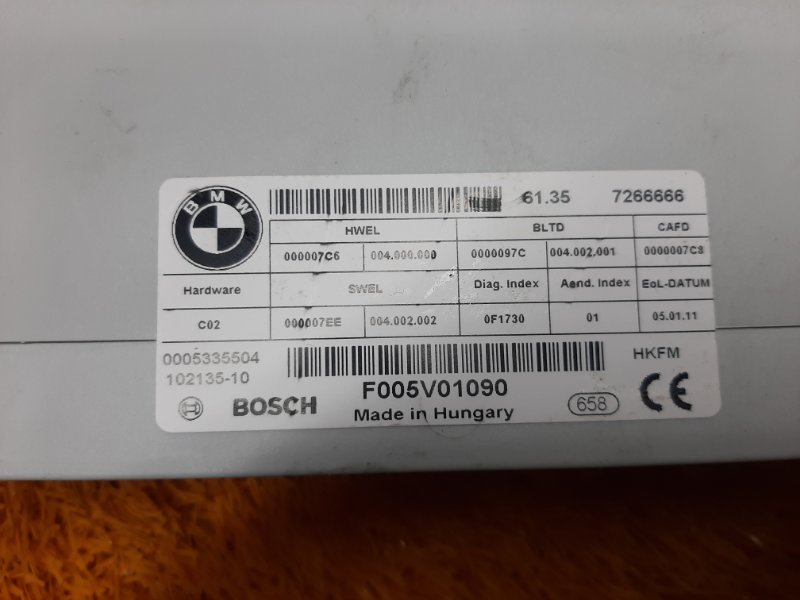 BMW
61.35 7266666
HWEL BLTD CAFD
000007C6 004.000.000 0000097C 004.002.001 0000007C8
Hardware SWEL Diag. Index Aend. Index EoL-DATUM
C02 000007EE 004.002.002 0F1730 01 05.01.11
0005335504 HKFM
102135-10 F005V01090
BOSCH Made in Hungary 658 CE